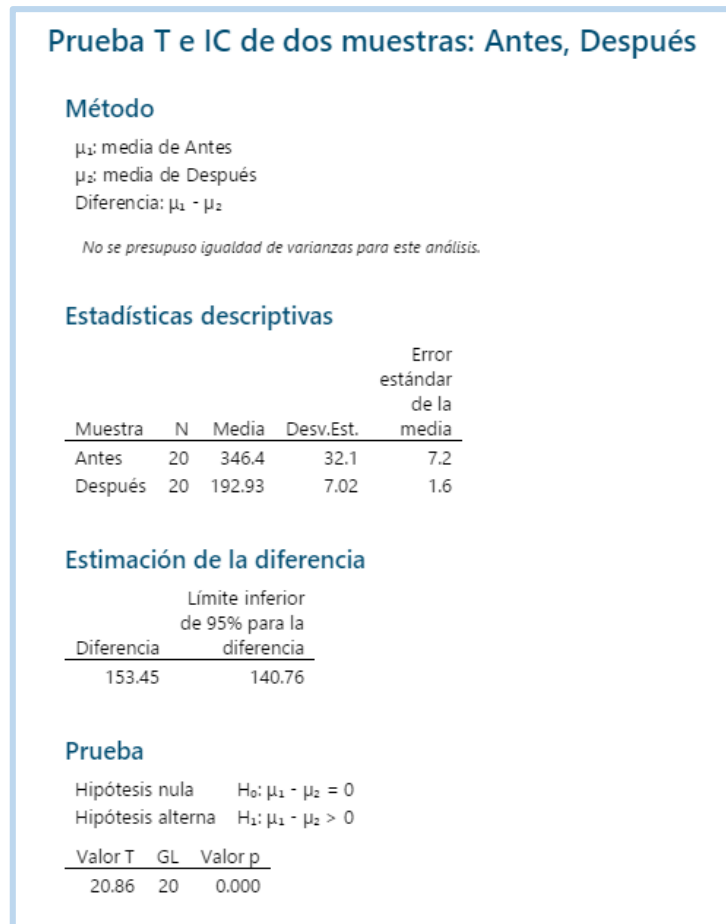 Prueba T e IC de dos muestras: Antes, Después
Método
μ₁: media de Antes
μ₂: media de Después
Diferencia: μ₁ - μ₂
No se presupuso igualdad de varianzas para este análisis.
Estadísticas descriptivas
Error
estándar
de la
Muestra N Media Desv.Est. media
Antes 20 346.4 32.1 7.2
Después 20 192.93 7.02 1.6
Estimación de la diferencia
Límite inferior
de 95% para la
Diferencia diferencia
153.45 140.76
Prueba
Hipótesis nula H₀: μ₁ - μ₂ = 0
Hipótesis alterna H₁: μ₁ - μ₂ > 0
Valor T GL Valor p
20.86 20 0.000